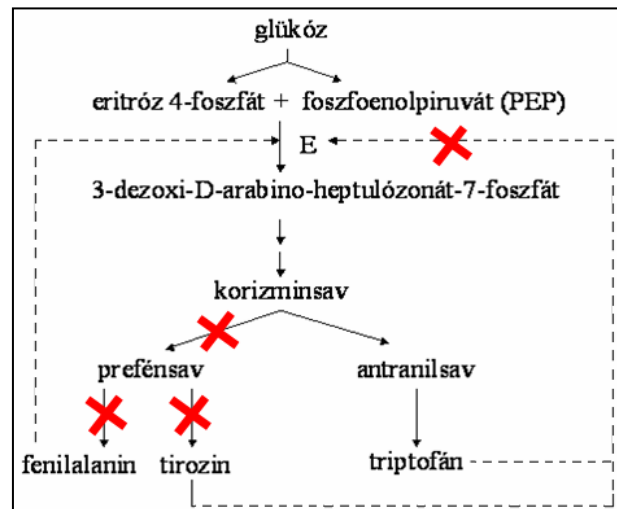 glükóz
eritróz 4-foszfát + foszfoenolpiruvát (PEP)
E
3-dezoxi-D-arabino-heptulózonát-7-foszfát
korizminsav
prefénsav antranilsav
fenilalanin tirozin triptofán